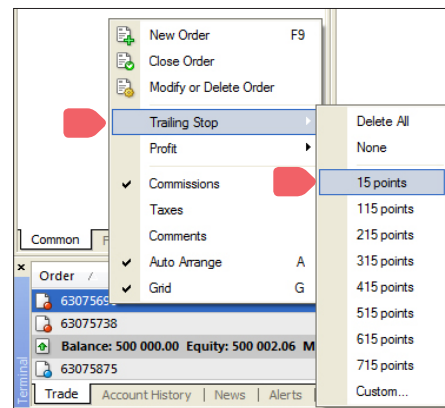 New Order F9
Close Order
Modify or Delete Order
Trailing Stop
Profit
Commissions
Taxes
Comments
Auto Arrange A
Grid G
Delete All
None
15 points
115 points
215 points
315 points
415 points
515 points
615 points
715 points
Custom...
Common
Order /
63075738
Balance: 500 000.00 Equity: 500 002.06 M
63075875
Trade Account History | News | Alerts
Terminal